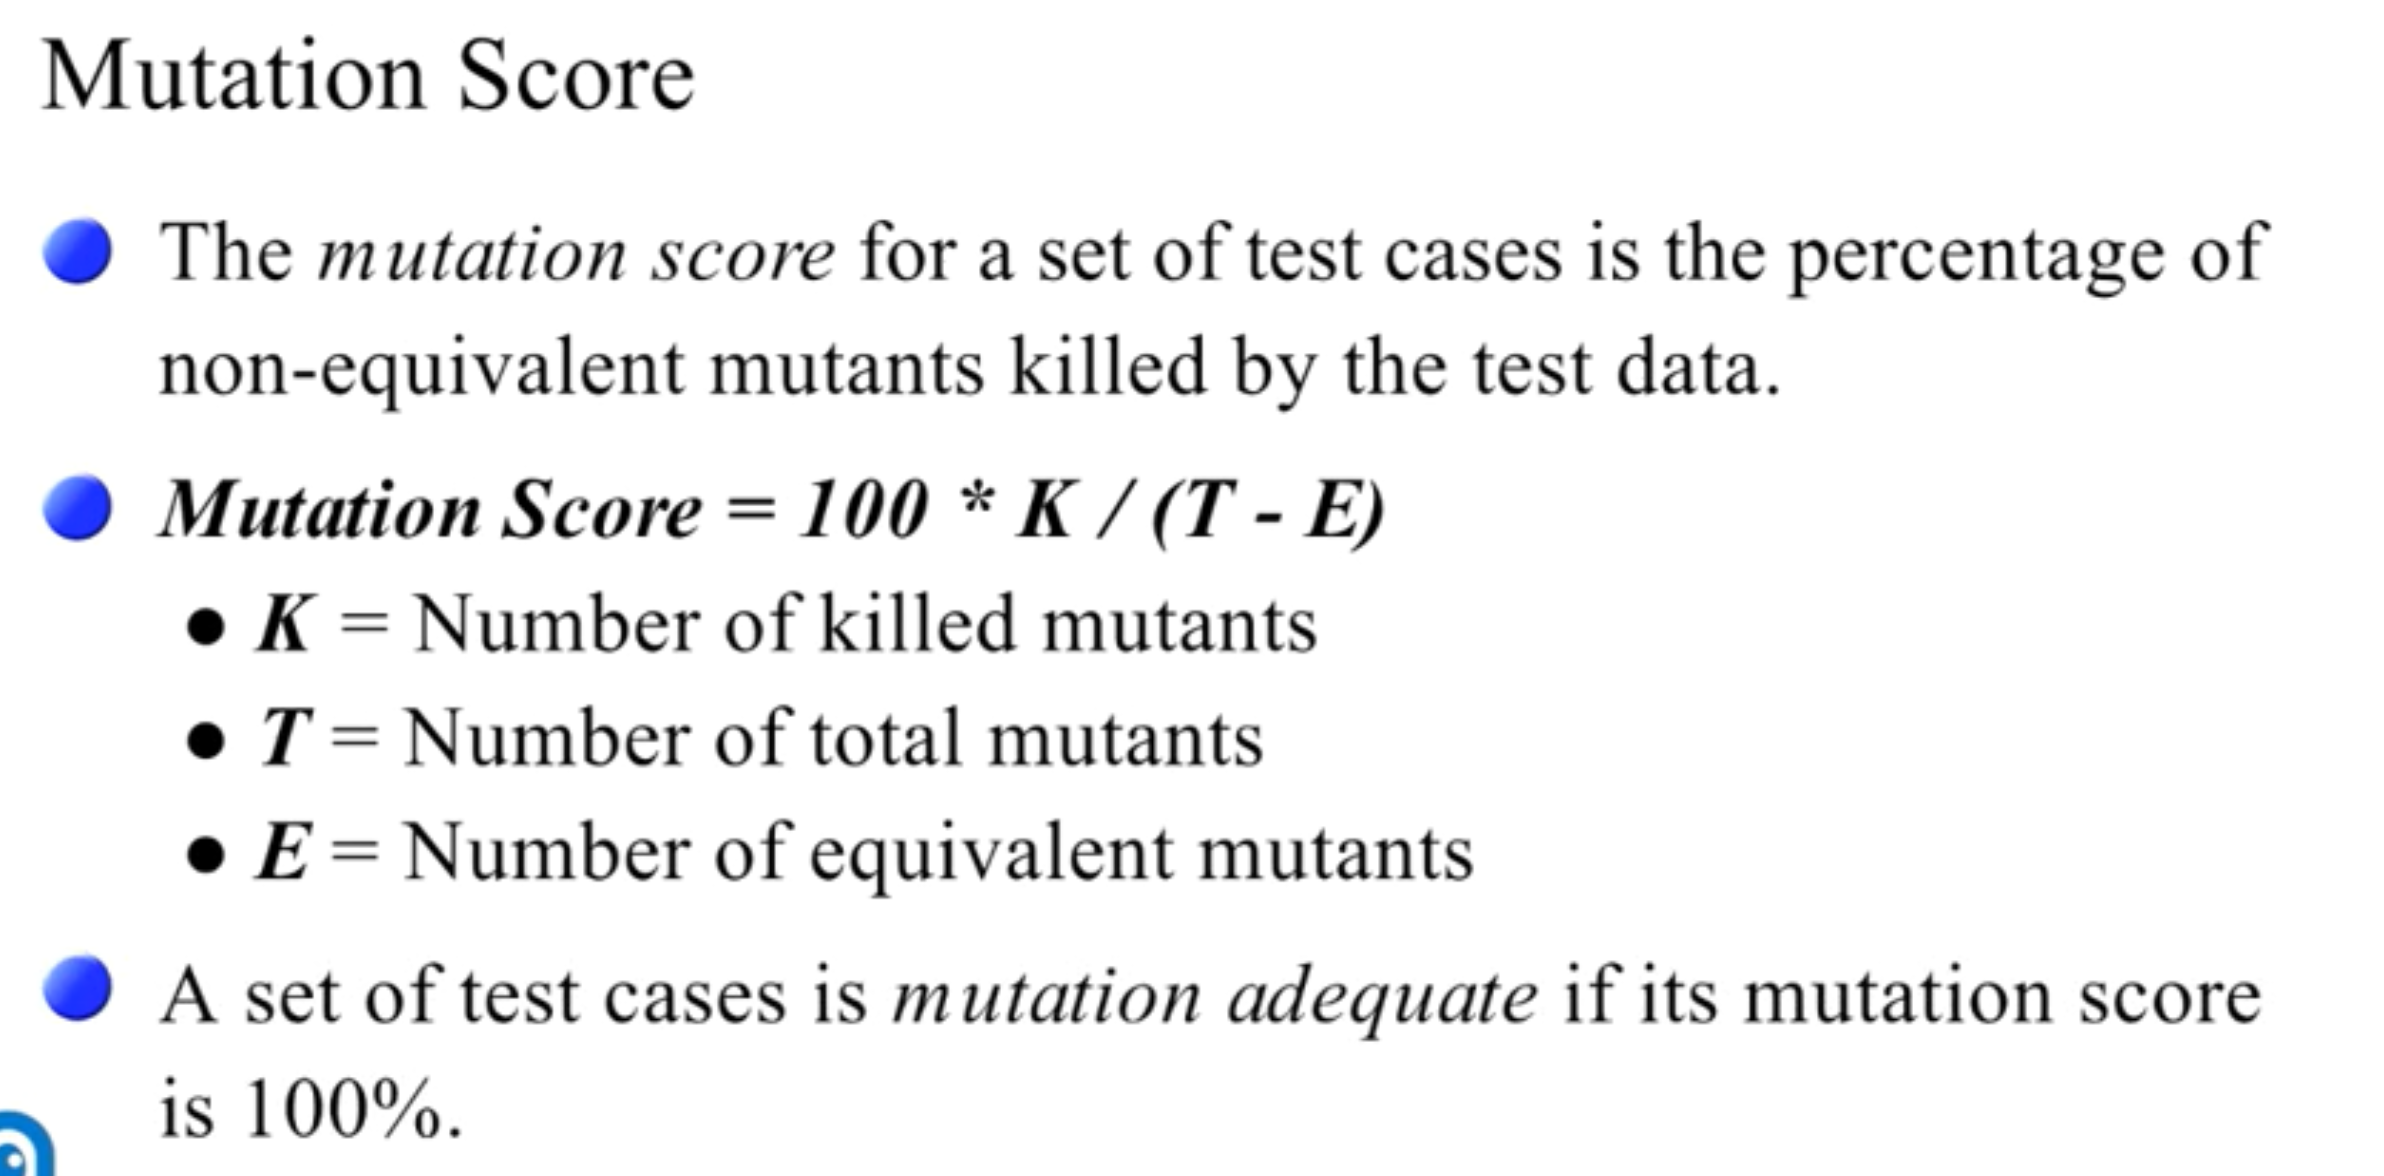 Mutation Score
The mutation score for a set of test cases is the percentage of
non-equivalent mutants killed by the test data.
Mutation Score = 100 * K / (T - E)
• K = Number of killed mutants
• T = Number of total mutants
• E = Number of equivalent mutants
A set of test cases is mutation adequate if its mutation score
is 100%.